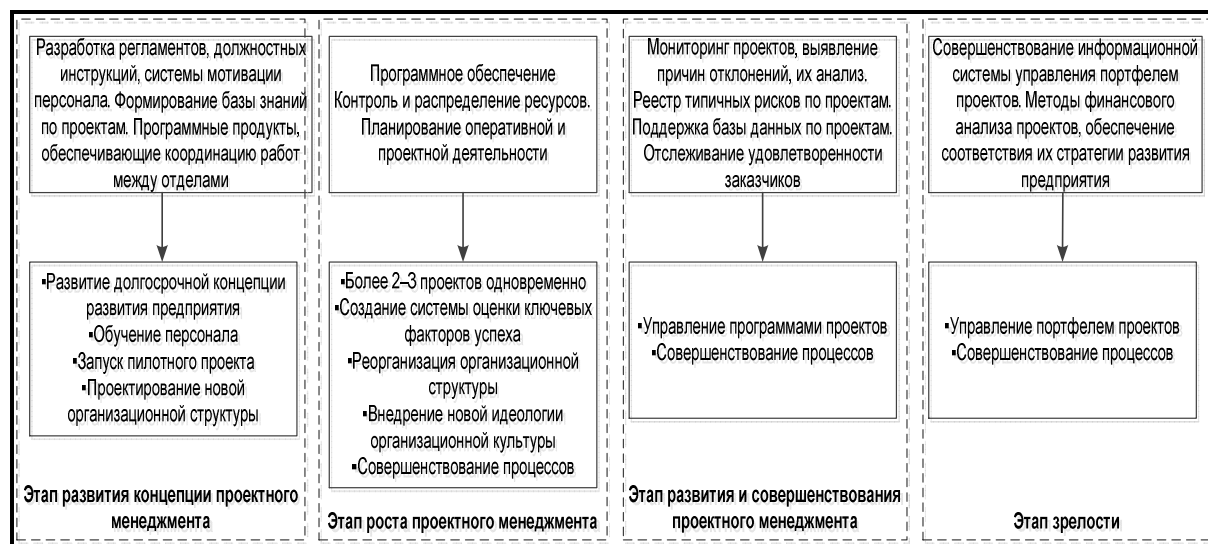 Разработка регламентов, должностных
инструкций, системы мотивации
персонала. Формирование базы знаний
по проектам. Программные продукты,
обеспечивающие координацию работ
между отделами
▪Развитие долгосрочной концепции
развития предприятия
▪Обучение персонала
▪Запуск пилотного проекта
▪Проектирование новой
организационной структуры
Этап развития концепции проектного
менеджмента
Программное обеспечение
Контроль и распределение ресурсов.
Планирование оперативной и
проектной деятельности
▪Более 2–3 проектов одновременно
▪Создание системы оценки ключевых
факторов успеха
▪Реорганизация организационной
структуры
▪Внедрение новой идеологии
организационной культуры
▪Совершенствование процессов
Этап роста проектного менеджмента
Мониторинг проектов, выявление
причин отклонений, их анализ.
Реестр типичных рисков по проектам.
Поддержка базы данных по проектам.
Отслеживание удовлетворенности
заказчиков
▪Управление программами проектов
▪Совершенствование процессов
Этап развития и совершенствования
проектного менеджмента
Совершенствование информационной
системы управления портфелем
проектов. Методы финансового
анализа проектов, обеспечение
соответствия их стратегии развития
предприятия
▪Управление портфелем проектов
▪Совершенствование процессов
Этап зрелости